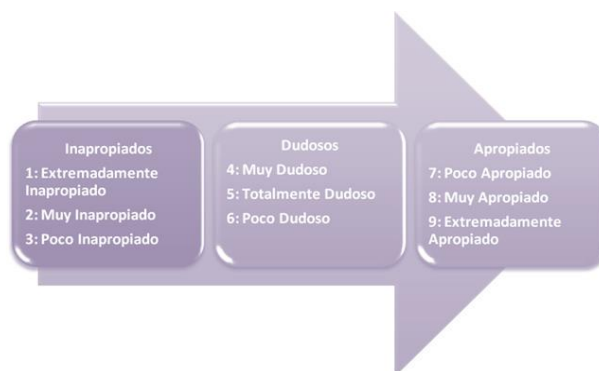 Inapropiados
1: Extremadamente
Inapropiado
2: Muy Inapropiado
3: Poco Inapropiado
Dudosos
4: Muy Dudoso
5: Totalmente Dudoso
6: Poco Dudoso
Apropiados
7: Poco Apropiado
8: Muy Apropiado
9: Extremadamente
Apropiado